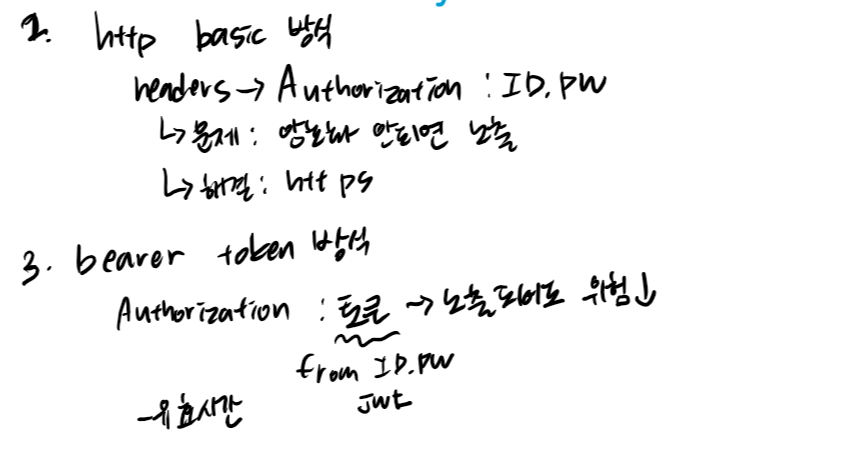 2. http basic 방식
headers → Authorization : ID.PW
↳ 문제 : 암호화 안되면 노출
↳ 해결 : https
3. bearer token 방식
Authorization : 토큰 → 노출되어도 위험↓
from ID.PW
jwt
- 유효시간